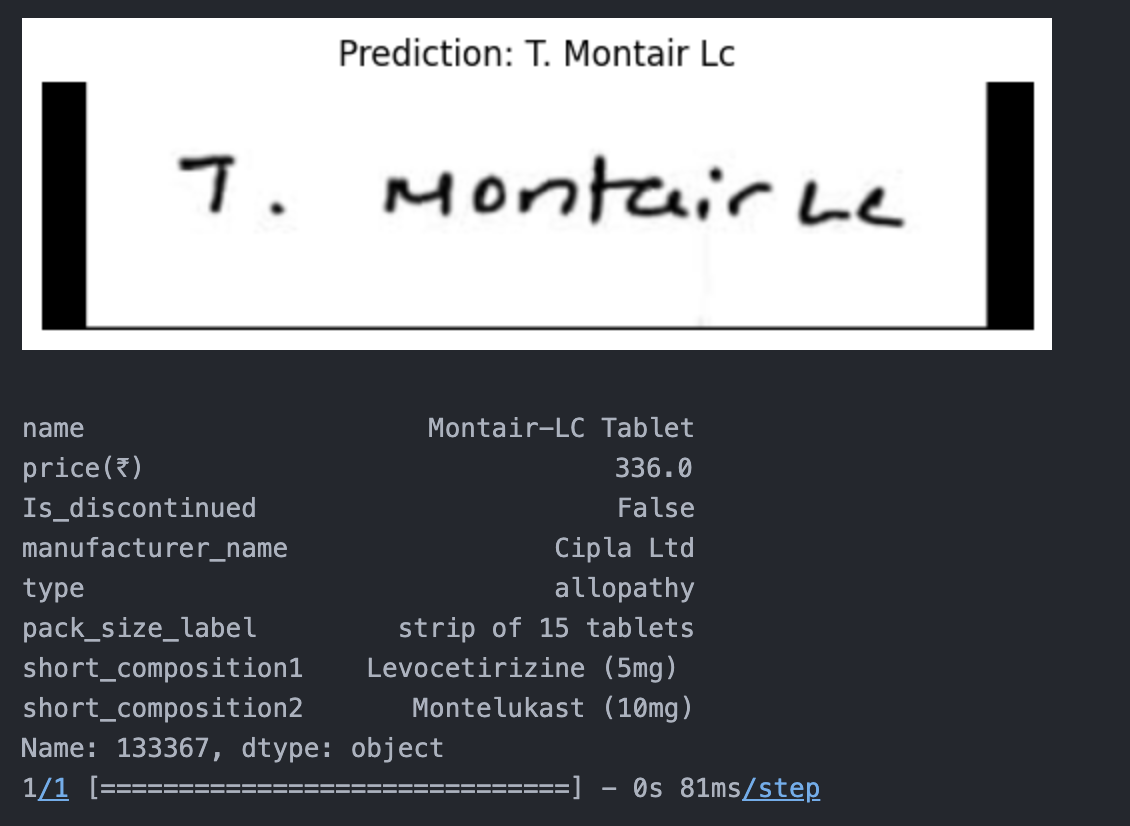 Prediction: T. Montair Lc
T. Montair Lc
name Montair-LC Tablet
price(₹) 336.0
Is_discontinued False
manufacturer_name Cipla Ltd
type allopathy
pack_size_label strip of 15 tablets
short_composition1 Levocetirizine (5mg)
short_composition2 Montelukast (10mg)
Name: 133367, dtype: object
1/1 [==============================] - 0s 81ms/step